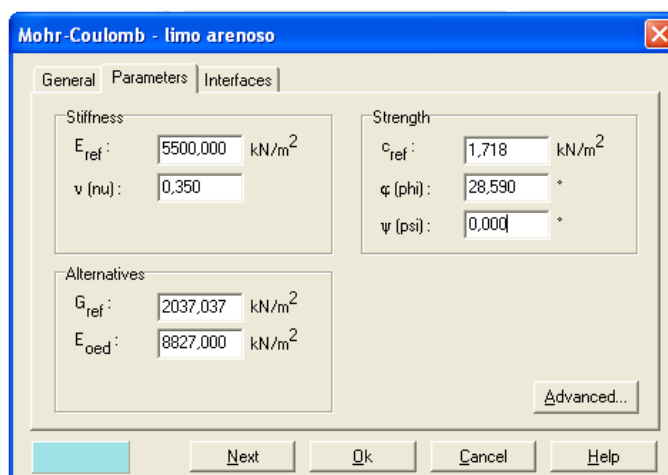 Mohr-Coulomb - limo arenoso
General Parameters Interfaces
Stiffness
E_ref : 5500,000 kN/m²
ν (nu) : 0,350
Strength
c_ref : 1,718 kN/m²
φ (phi) : 28,590 °
ψ (psi) : 0,000 °
Alternatives
G_ref : 2037,037 kN/m²
E_oed : 8827,000 kN/m²
Advanced...
Next Ok Cancel Help